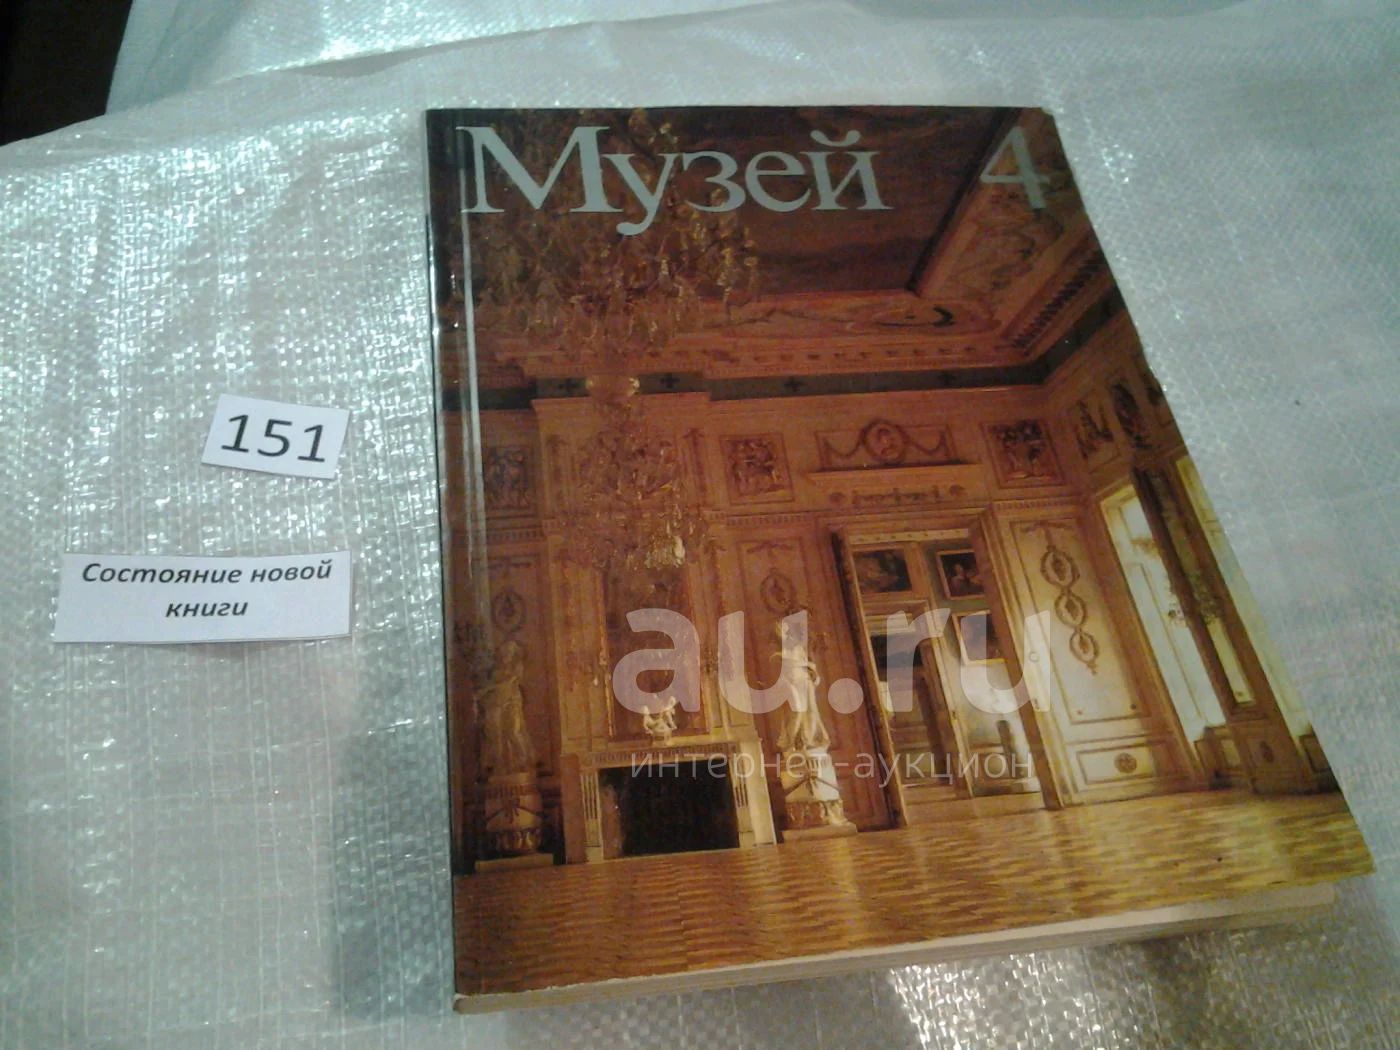 Музей 4
151
Состояние новой
книги
au.ru
интернет-аукцион